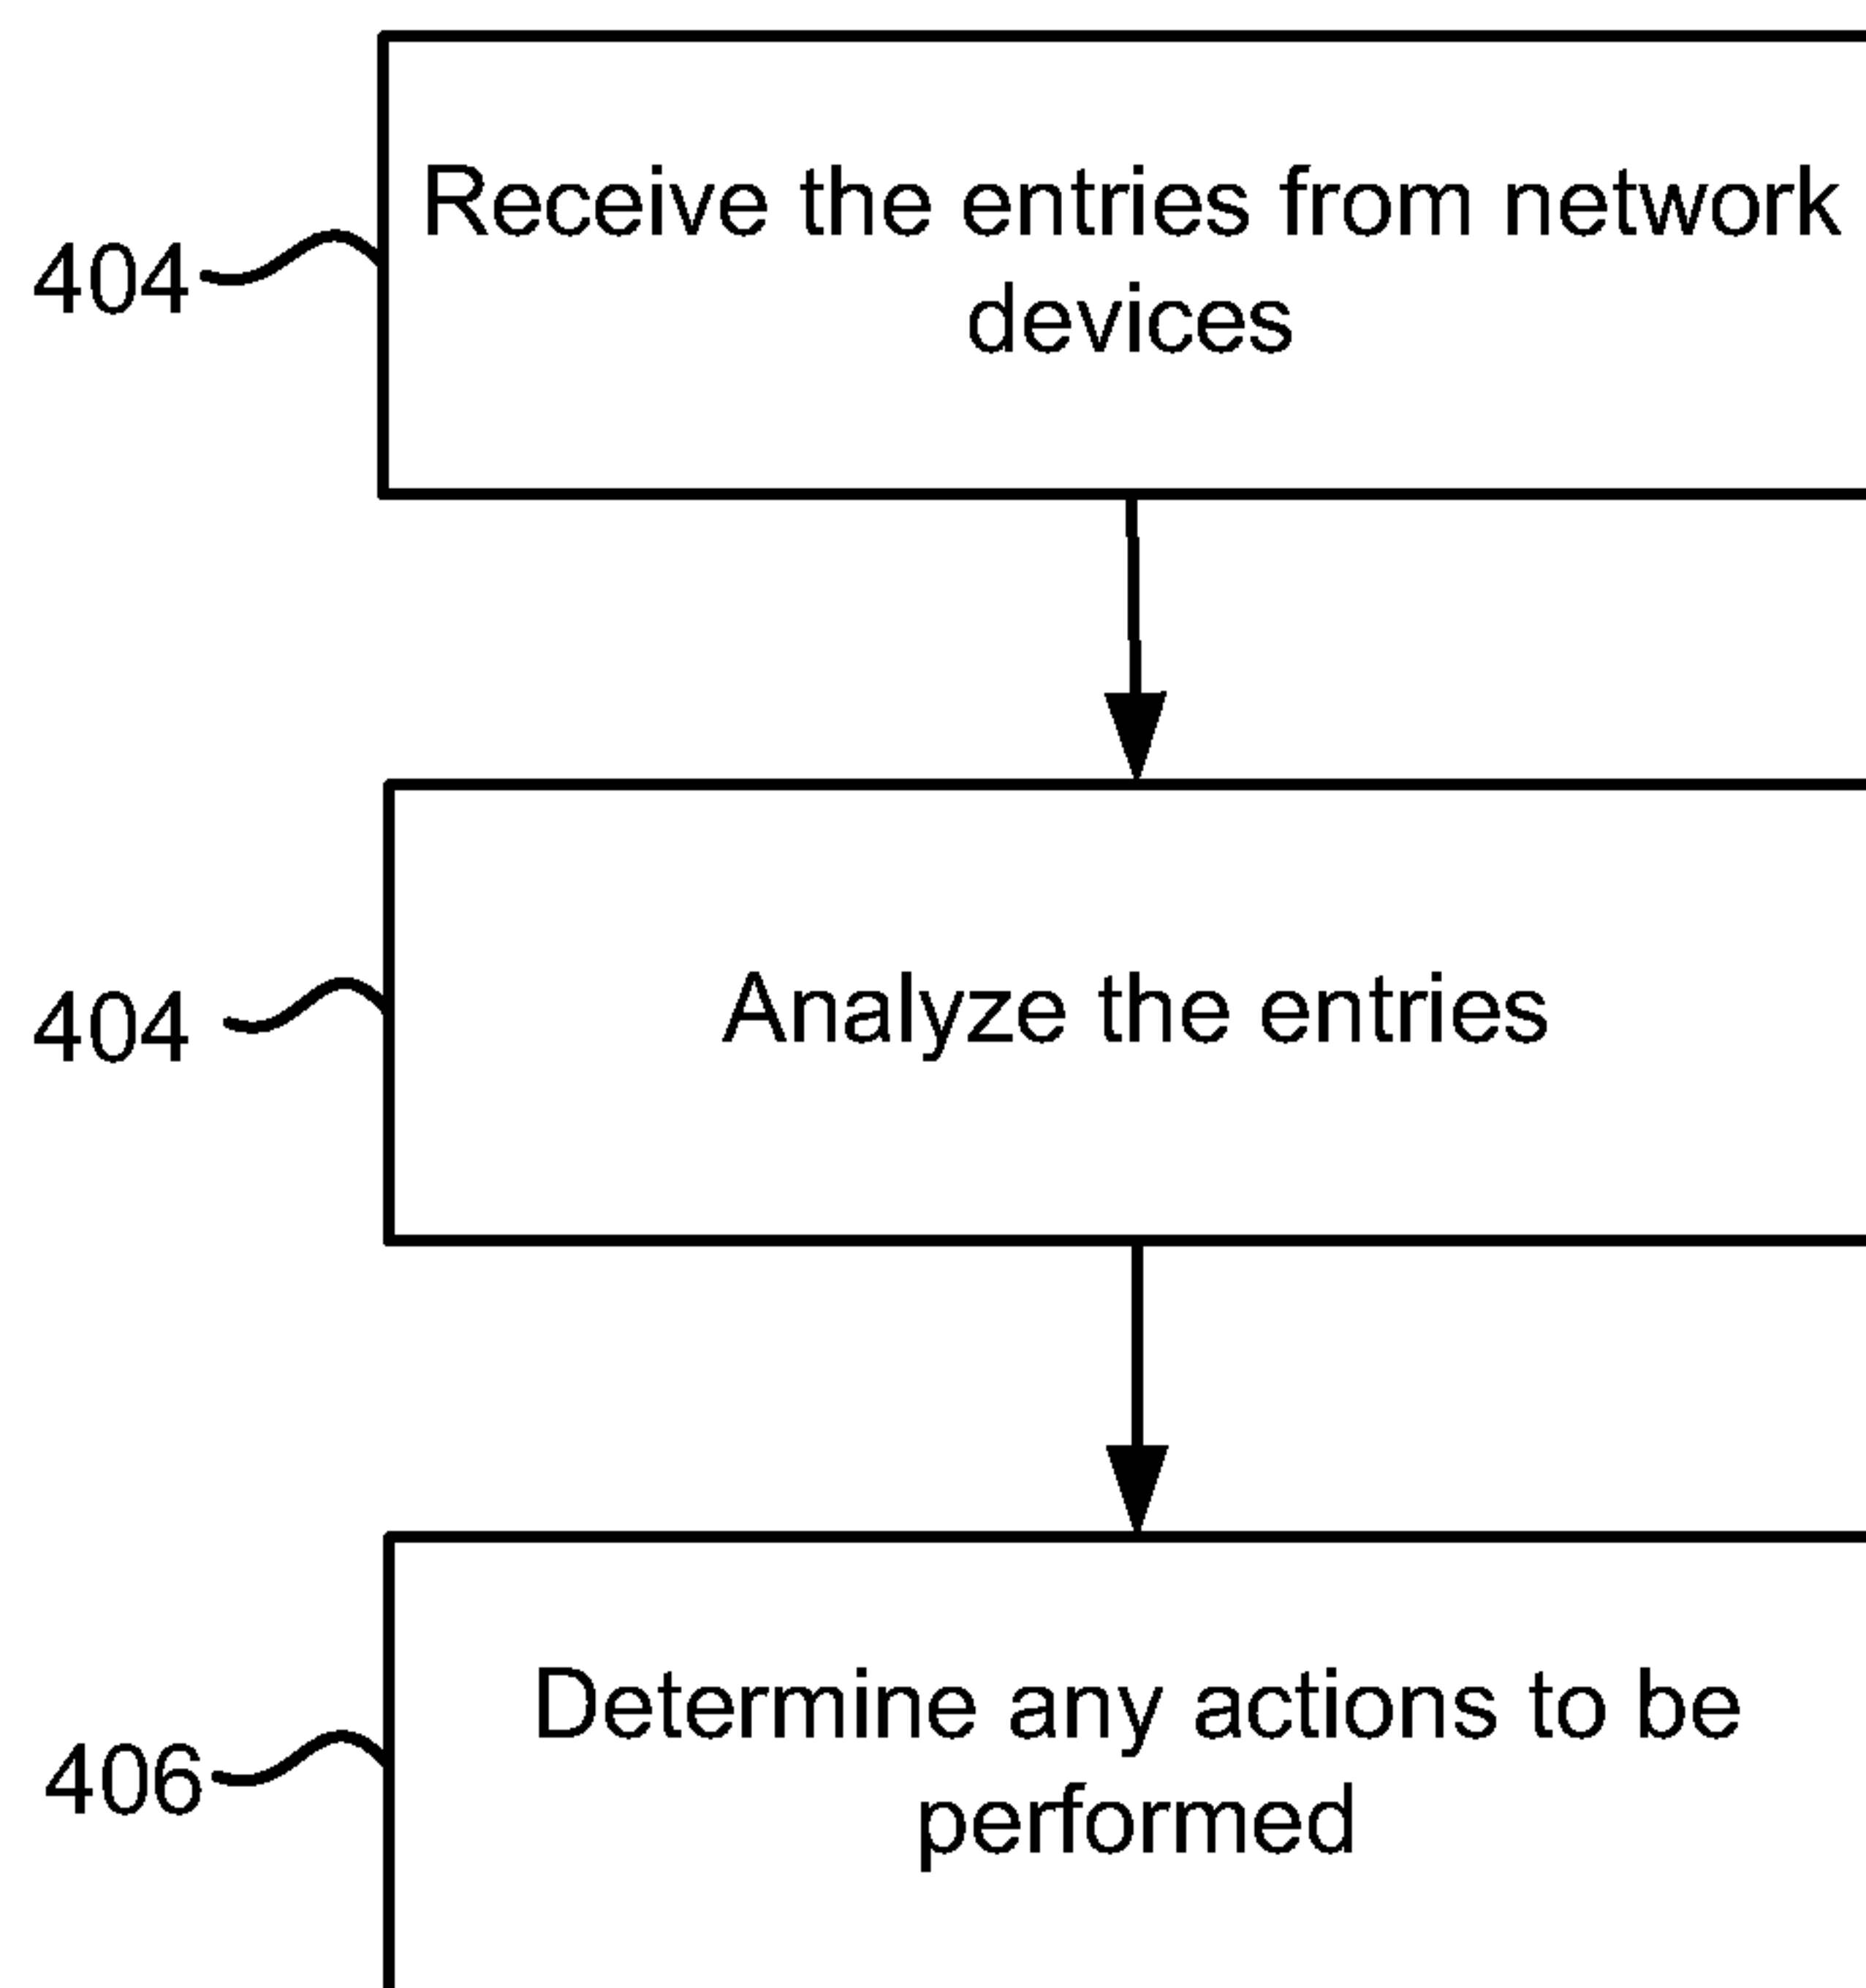 Receive the entries from network
devices
404
Analyze the entries
404
Determine any actions to be
performed
406